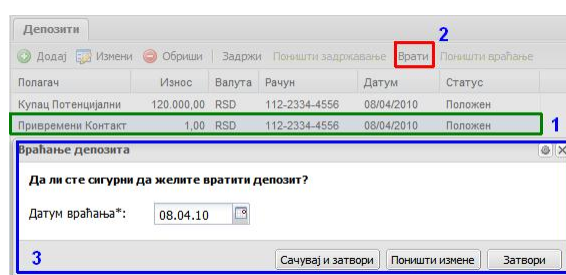 Депозити
2
Додај Измени Обриши Задржи Поништи задржавање Врати Поништи враћање
Полагач Износ Валута Рачун Датум Статус
Купац Потенцијални 120.000,00 RSD 112-2334-4556 08/04/2010 Положен
Привремени Контакт 1,00 RSD 112-2334-4556 08/04/2010 Положен 1
Враћање депозита
Да ли сте сигурни да желите вратити депозит?
Датум враћања*: 08.04.10
3 Сачувај и затвори Поништи измене Затвори